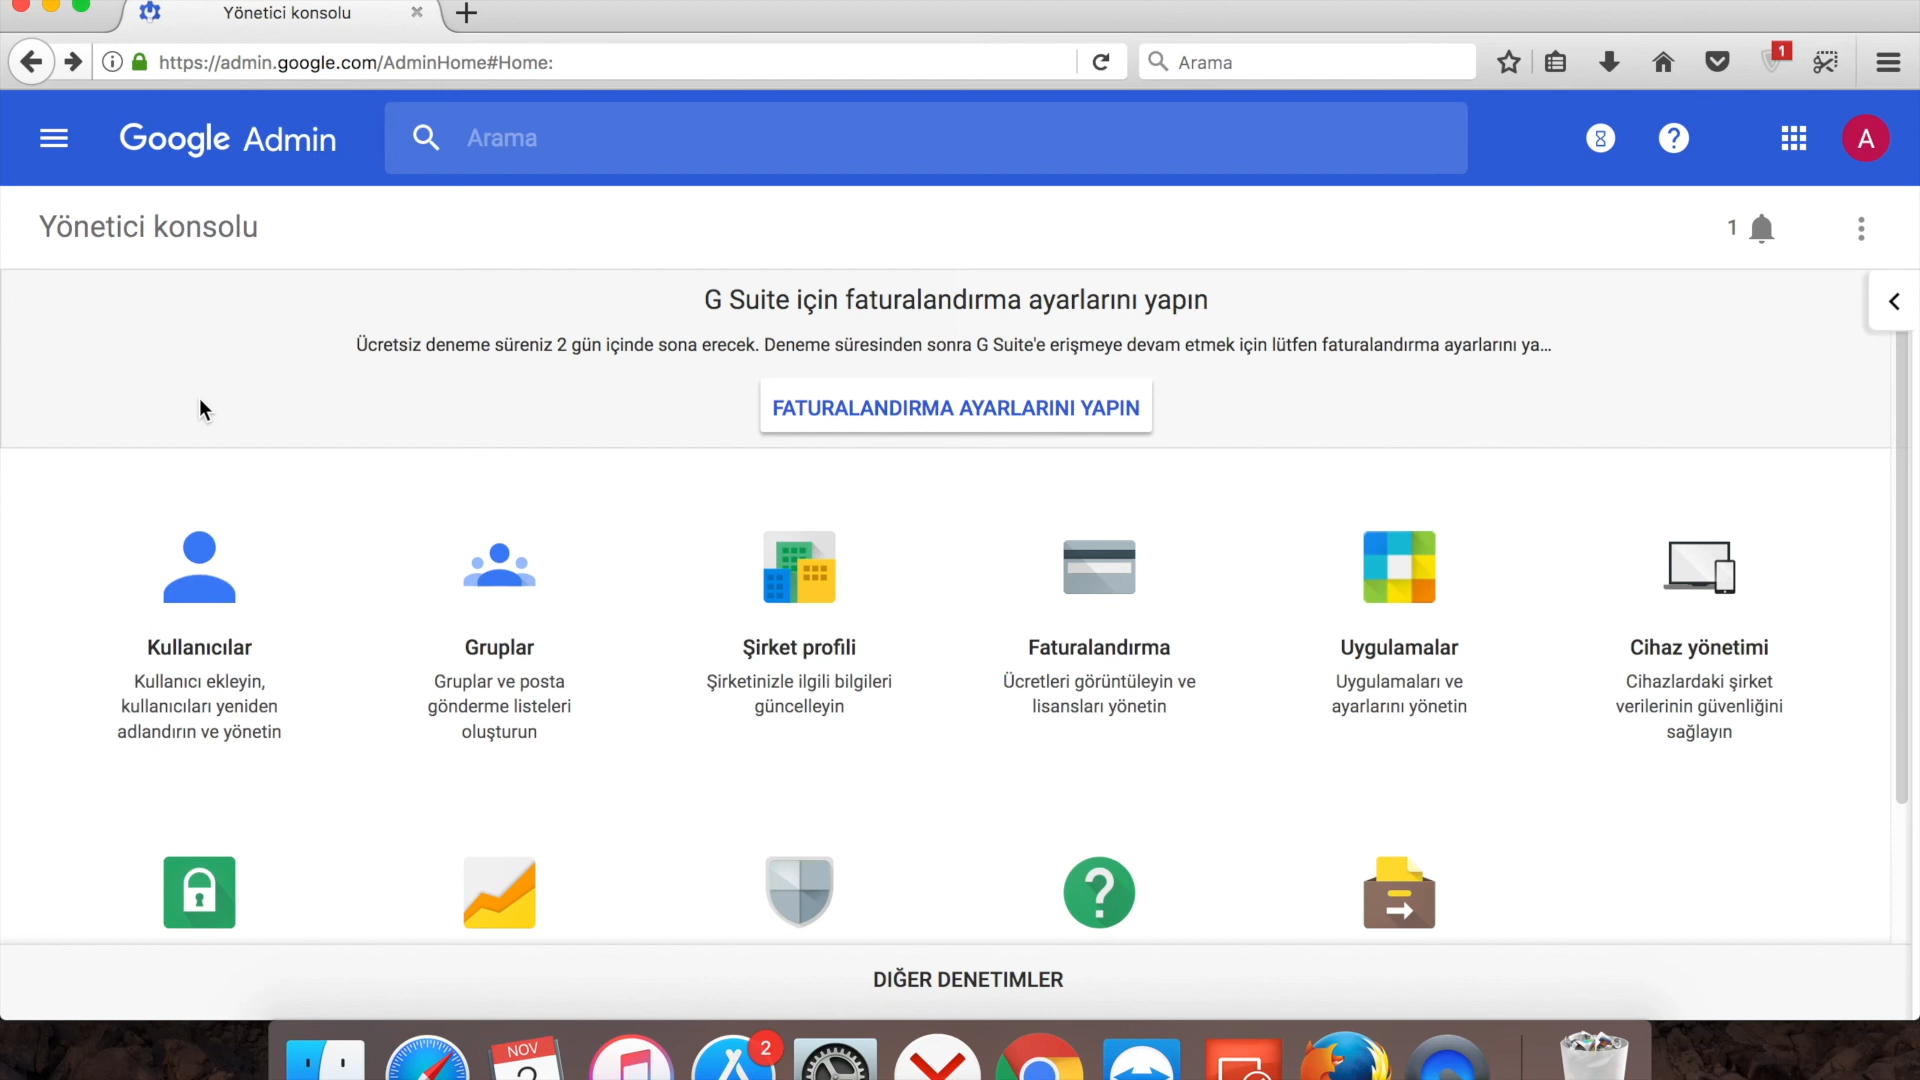 Yönetici konsolu
https://admin.google.com/AdminHome#Home:
Arama
1
Google Admin
Arama
?
A
Yönetici konsolu
1
G Suite için faturalandırma ayarlarını yapın
Ücretsiz deneme süreniz 2 gün içinde sona erecek. Deneme süresinden sonra G Suite'e erişmeye devam etmek için lütfen faturalandırma ayarlarını ya...
FATURALANDIRMA AYARLARINI YAPIN
Kullanıcılar
Kullanıcı ekleyin,
kullanıcıları yeniden
adlandırın ve yönetin
Gruplar
Gruplar ve posta
gönderme listeleri
oluşturun
Şirket profili
Şirketinizle ilgili bilgileri
güncelleyin
Faturalandırma
Ücretleri görüntüleyin ve
lisansları yönetin
Uygulamalar
Uygulamaları ve
ayarlarını yönetin
Cihaz yönetimi
Cihazlardaki şirket
verilerinin güvenliğini
sağlayın
?
DIĞER DENETIMLER
NOV
2